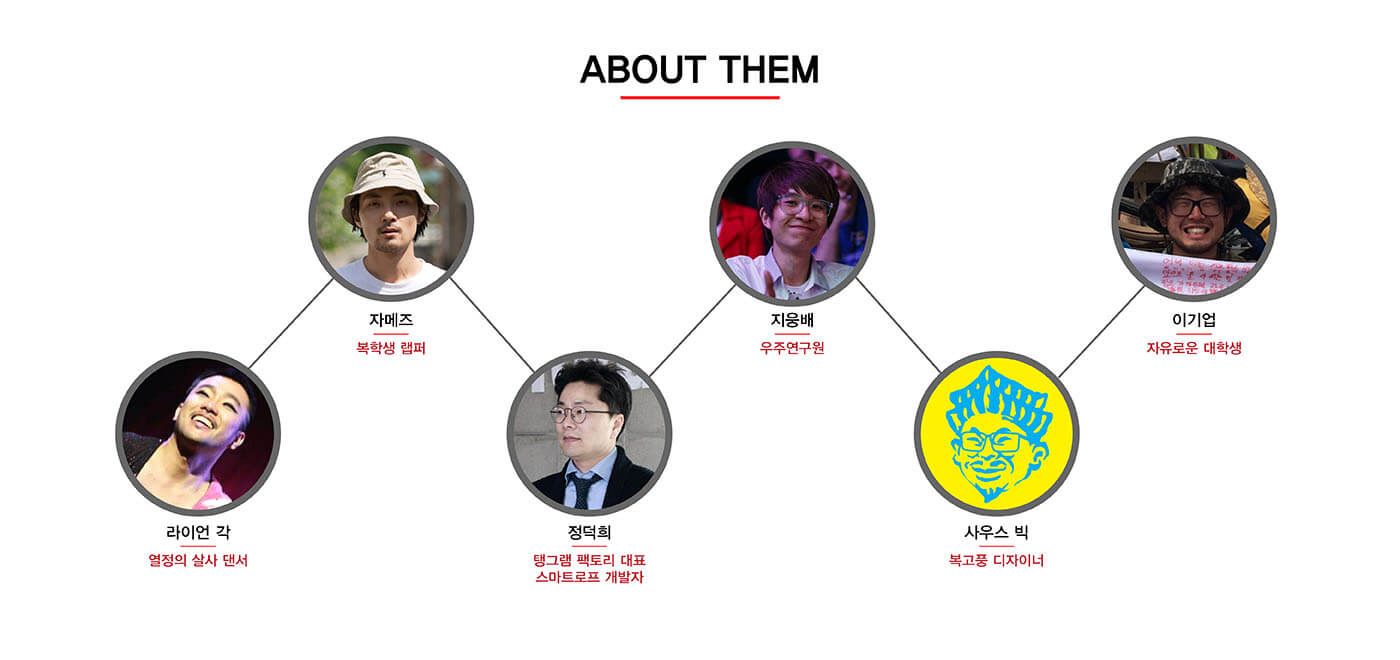 ABOUT THEM
자메즈
복학생 랩퍼
지웅배
우주연구원
이기업
자유로운 대학생
라이언 각
열정의 살사 댄서
정덕희
탱그램 팩토리 대표
스마트로프 개발자
사우스 빅
복고풍 디자이너